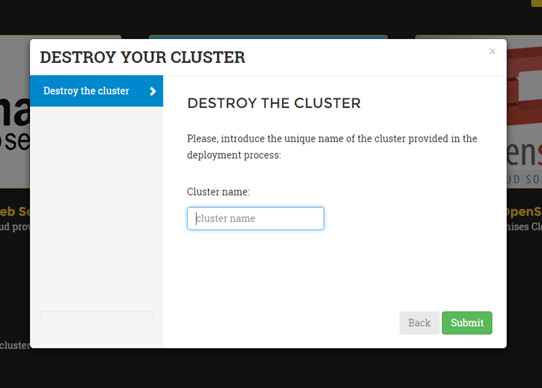 DESTROY YOUR CLUSTER
×
Destroy the cluster
DESTROY THE CLUSTER
Please, introduce the unique name of the cluster provided in the
deployment process:
Cluster name:
cluster name
Back
Submit
cluster